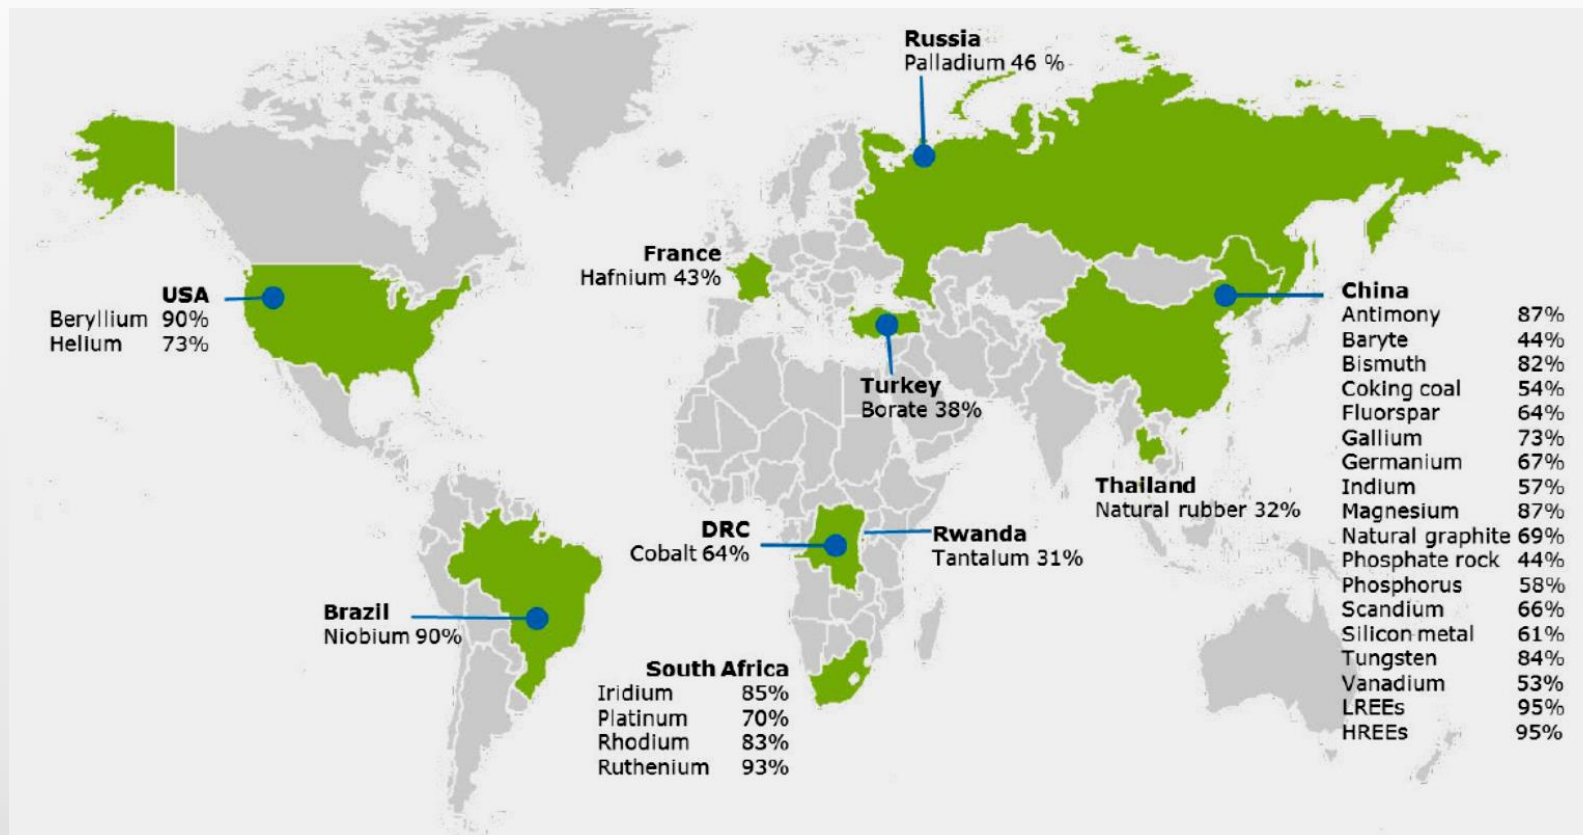 Russia
Palladium 46 %
France
Hafnium 43%
USA
Beryllium 90%
Helium 73%
China
Antimony 87%
Baryte 44%
Bismuth 82%
Coking coal 54%
Fluorspar 64%
Gallium 73%
Germanium 67%
Indium 57%
Magnesium 87%
Natural graphite 69%
Phosphate rock 44%
Phosphorus 58%
Scandium 66%
Silicon metal 61%
Tungsten 84%
Vanadium 53%
LREEs 95%
HREEs 95%
Turkey
Borate 38%
Thailand
Natural rubber 32%
DRC
Cobalt 64%
Rwanda
Tantalum 31%
Brazil
Niobium 90%
South Africa
Iridium 85%
Platinum 70%
Rhodium 83%
Ruthenium 93%